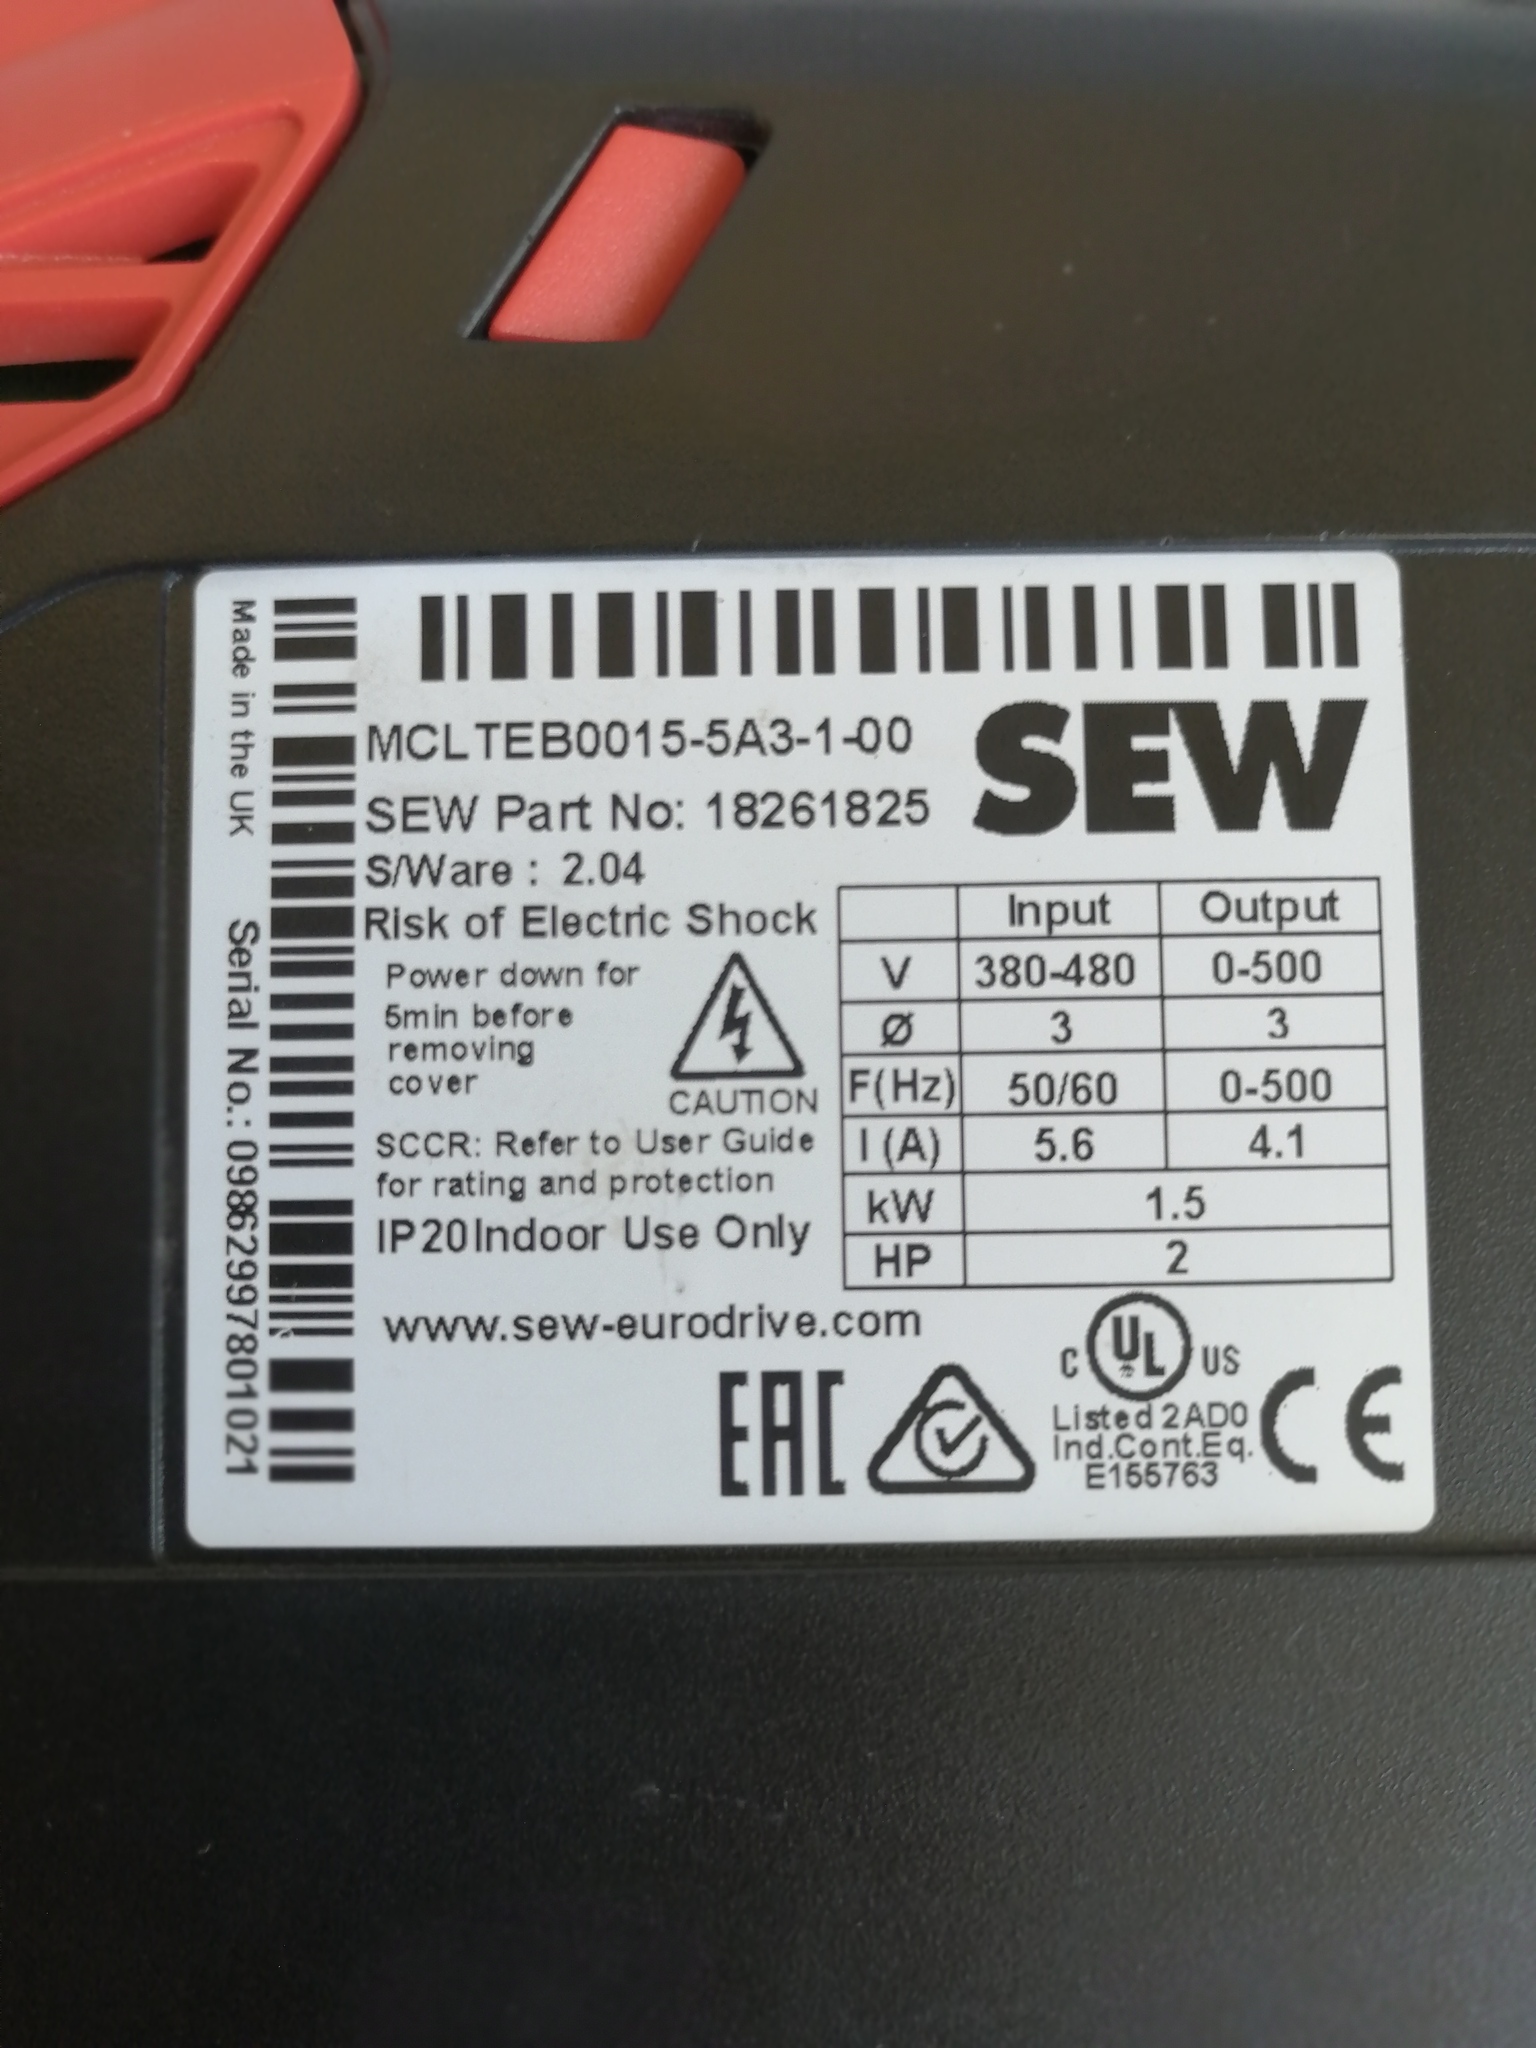 MCLTEB0015-5A3-1-00
SEW
SEW Part No: 18261825
S/Ware : 2.04
Risk of Electric Shock
Power down for
5min before
removing
cover
CAUTION
SCCR: Refer to User Guide
for rating and protection
IP20 Indoor Use Only
Input Output
V 380-480 0-500
Ø 3 3
F(Hz) 50/60 0-500
I (A) 5.6 4.1
kW 1.5
HP 2
www.sew-eurodrive.com
EAC
C UL US
Listed 2AD0
Ind.Cont.Eq.
E155763
CE
Made in the UK
Serial No.: 09862997801021